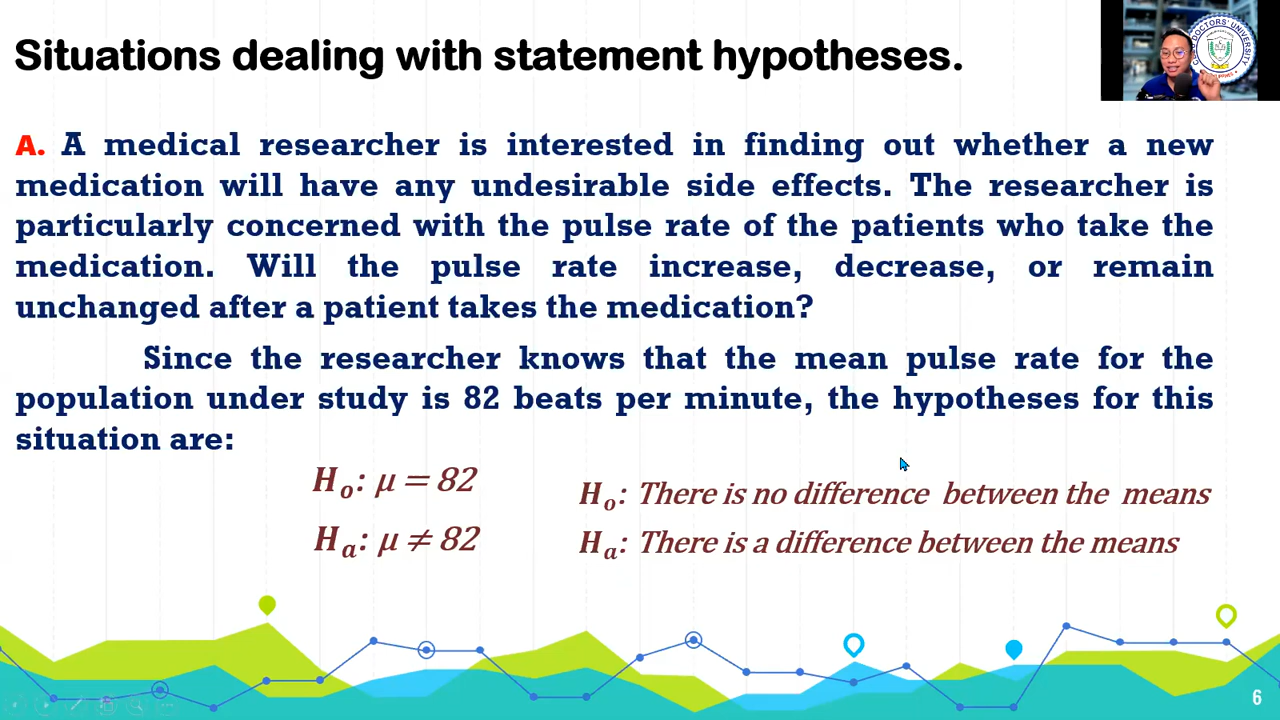 Situations dealing with statement hypotheses.
A. A medical researcher is interested in finding out whether a new
medication will have any undesirable side effects. The researcher is
particularly concerned with the pulse rate of the patients who take the
medication. Will the pulse rate increase, decrease, or remain
unchanged after a patient takes the medication?
Since the researcher knows that the mean pulse rate for the
population under study is 82 beats per minute, the hypotheses for this
situation are:
Hₒ: μ = 82
Hₐ: μ ≠ 82
Hₒ: There is no difference between the means
Hₐ: There is a difference between the means
DOCTORS' UNIVERSITY
6